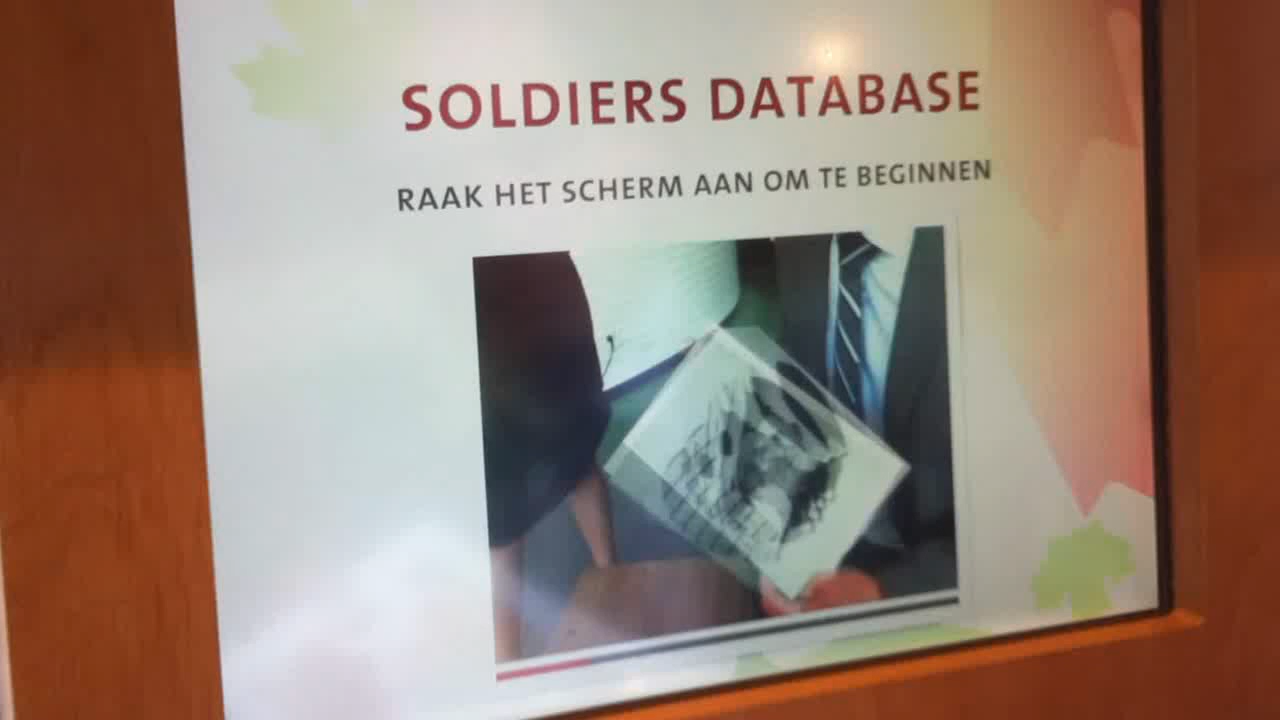 SOLDIERS DATABASE
RAAK HET SCHERM AAN OM TE BEGINNEN